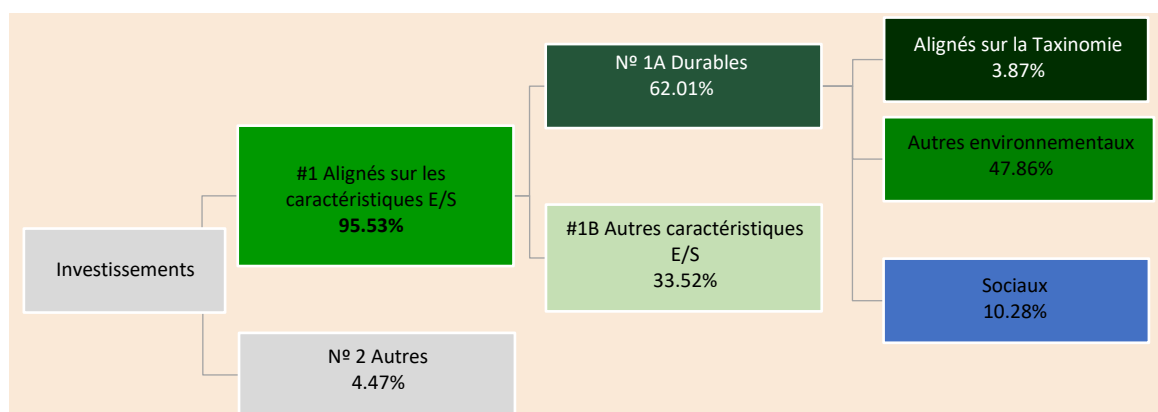 Investissements
#1 Alignés sur les
caractéristiques E/S
95.53%
Nº 2 Autres
4.47%
Nº 1A Durables
62.01%
#1B Autres caractéristiques
E/S
33.52%
Alignés sur la Taxinomie
3.87%
Autres environnementaux
47.86%
Sociaux
10.28%